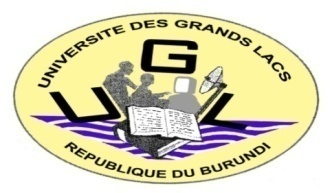 UNIVERSITE DES GRANDS LACS
UGL
REPUBLIQUE DU BURUNDI